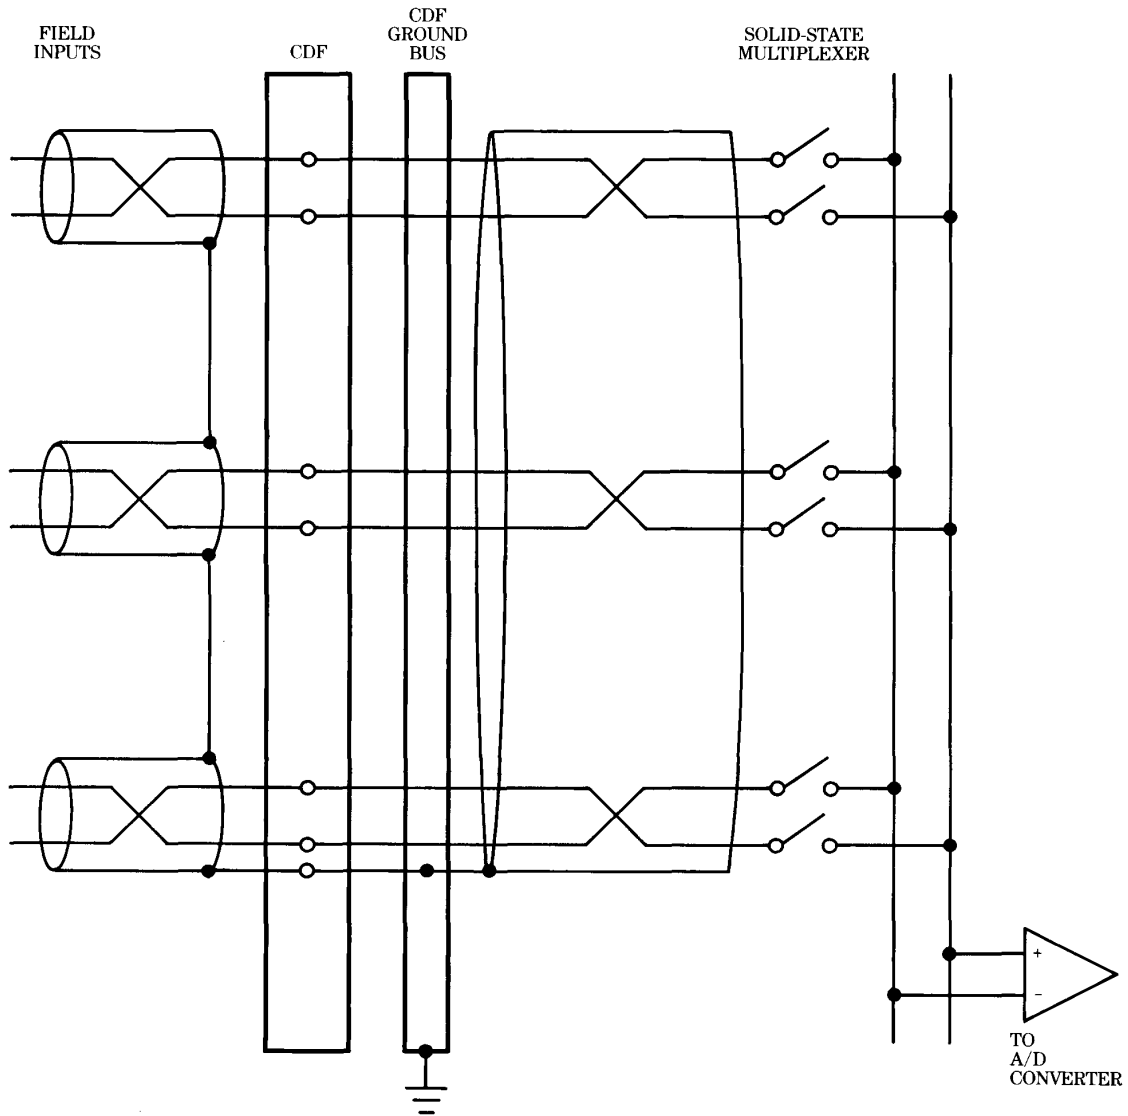 FIELD
INPUTS
CDF
CDF
GROUND
BUS
SOLID-STATE
MULTIPLEXER
+
−
TO
A/D
CONVERTER